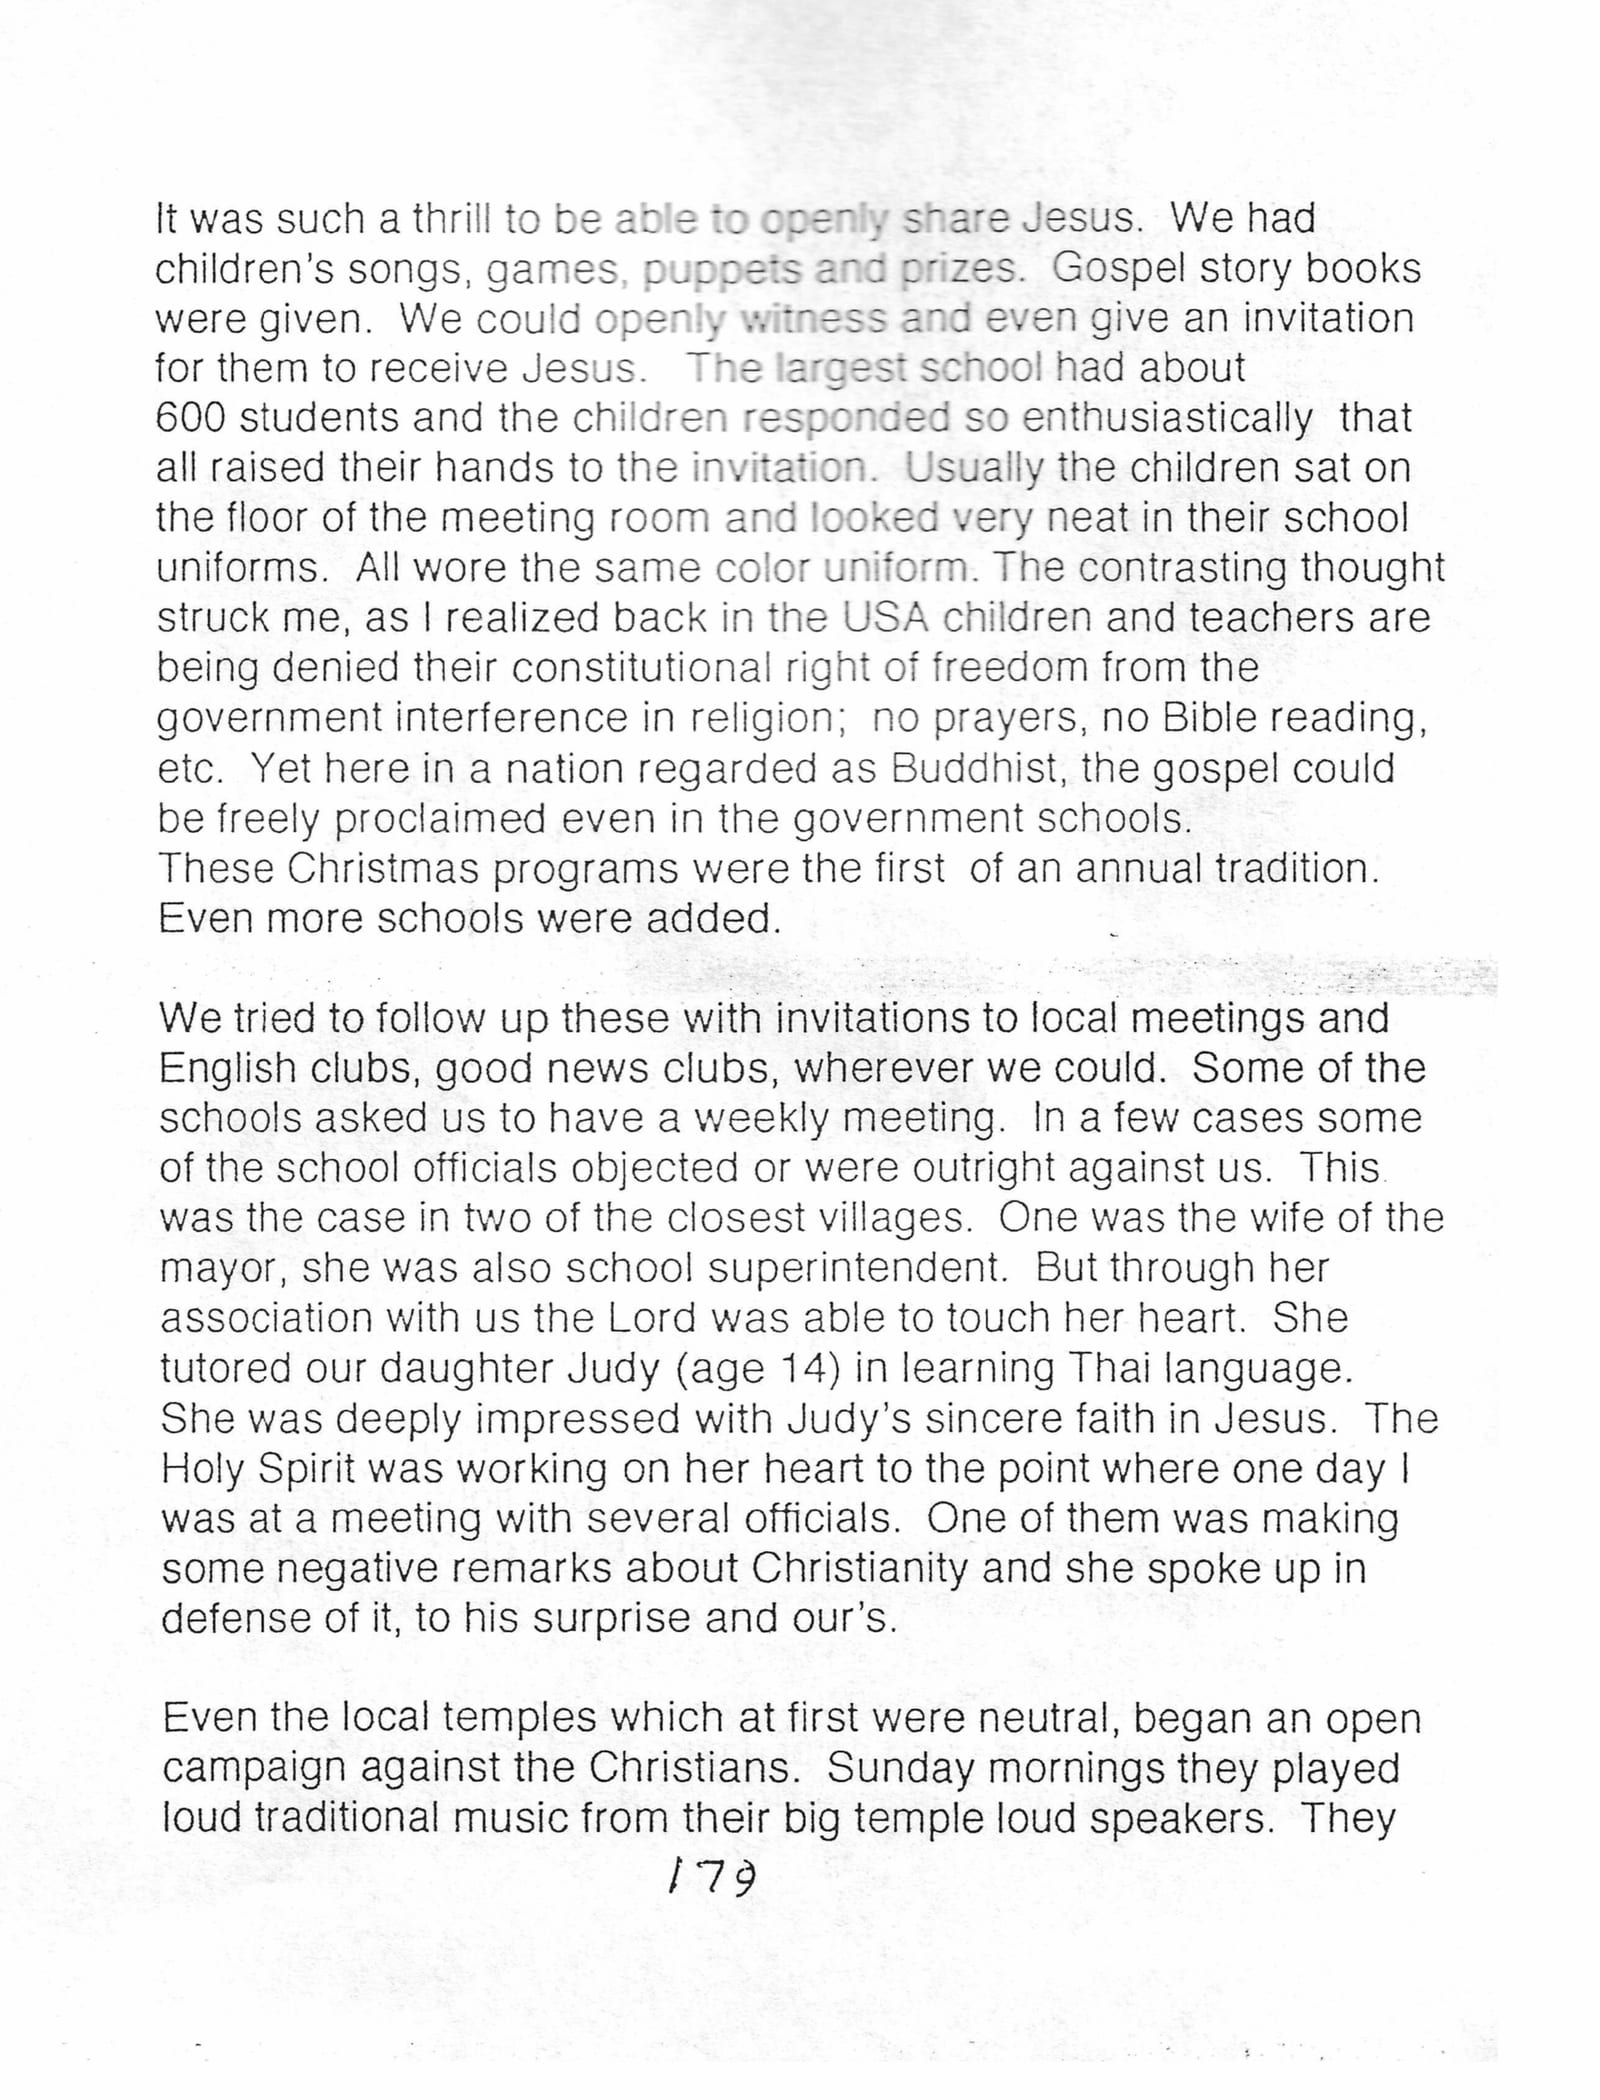 It was such a thrill to be able to openly share Jesus.  We had
children's songs, games, puppets and prizes.  Gospel story books
were given.  We could openly witness and even give an invitation
for them to receive Jesus.   The largest school had about
600 students and the children responded so enthusiastically  that
all raised their hands to the invitation.  Usually the children sat on
the floor of the meeting room and looked very neat in their school
uniforms.  All wore the same color uniform. The contrasting thought
struck me, as I realized back in the USA children and teachers are
being denied their constitutional right of freedom from the
government interference in religion;  no prayers, no Bible reading,
etc.  Yet here in a nation regarded as Buddhist, the gospel could
be freely proclaimed even in the government schools.
These Christmas programs were the first  of an annual tradition.
Even more schools were added.

We tried to follow up these with invitations to local meetings and
English clubs, good news clubs, wherever we could.  Some of the
schools asked us to have a weekly meeting.  In a few cases some
of the school officials objected or were outright against us.  This
was the case in two of the closest villages.  One was the wife of the
mayor, she was also school superintendent.  But through her
association with us the Lord was able to touch her heart.  She
tutored our daughter Judy (age 14) in learning Thai language.
She was deeply impressed with Judy's sincere faith in Jesus.  The
Holy Spirit was working on her heart to the point where one day I
was at a meeting with several officials.  One of them was making
some negative remarks about Christianity and she spoke up in
defense of it, to his surprise and our's.

Even the local temples which at first were neutral, began an open
campaign against the Christians.  Sunday mornings they played
loud traditional music from their big temple loud speakers.  They
179